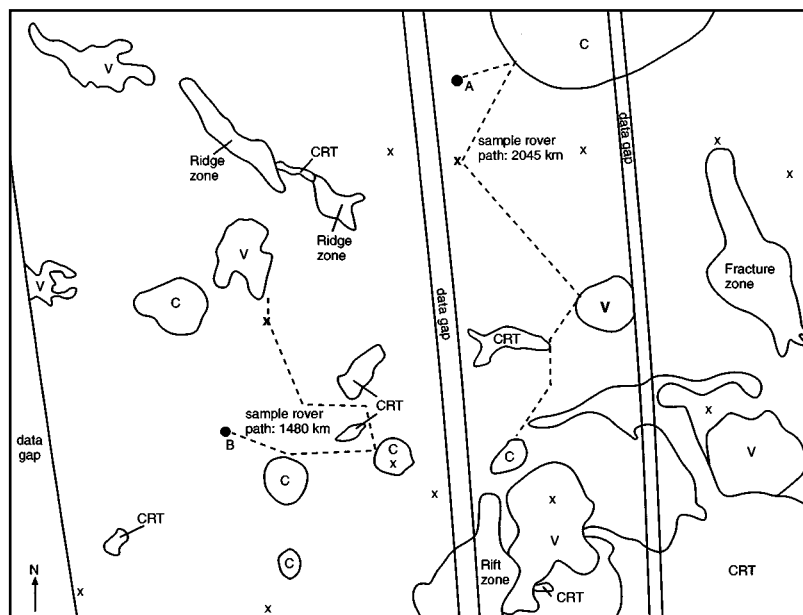 C
V
A
data gap
sample rover
path: 2045 km
x
x
x
x
x
CRT
Ridge
zone
Ridge
zone
V
V
C
x
V
Fracture
zone
data gap
CRT
CRT
sample rover
path: 1480 km
B
x
data gap
C
x
C
C
V
CRT
x
x
V
C
Rift
zone
CRT
CRT
N
x
x